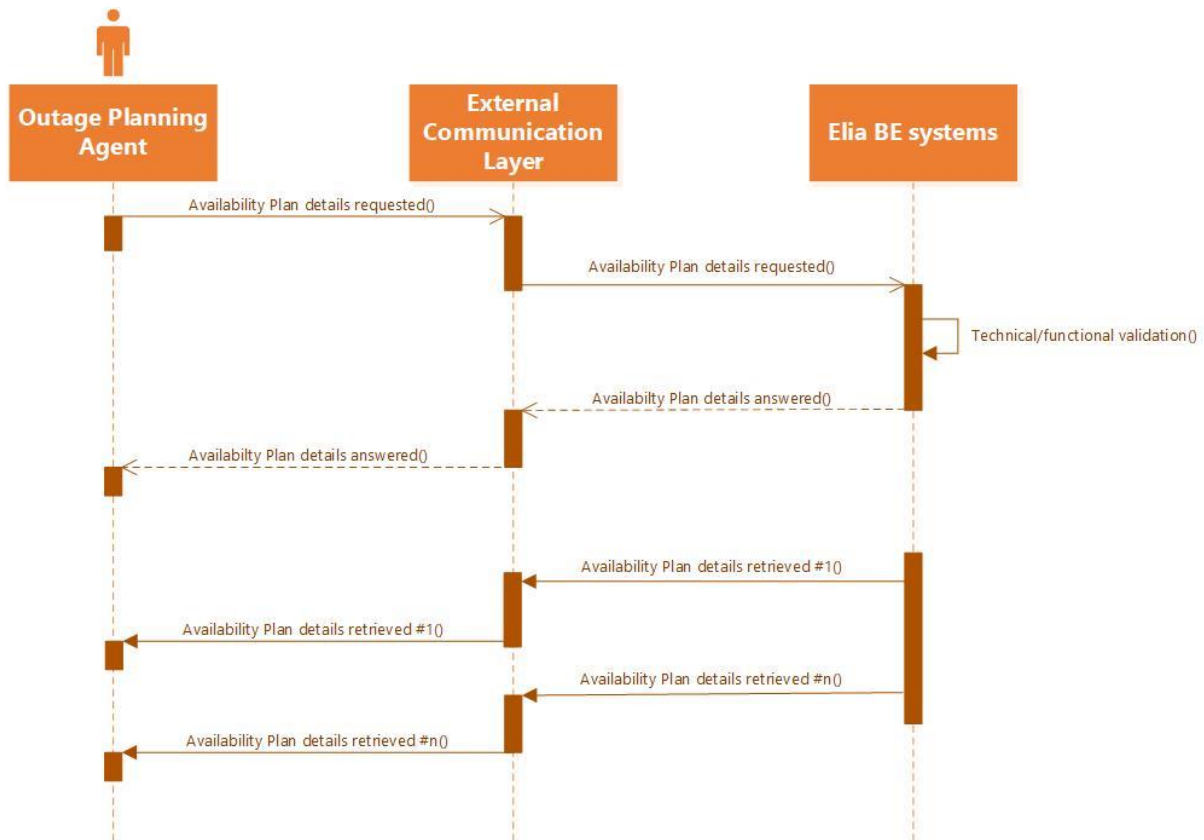 Outage Planning
Agent
External
Communication
Layer
Elia BE systems
Availability Plan details requested()
Availability Plan details requested()
Technical/functional validation()
Availabilty Plan details answered()
Availabilty Plan details answered()
Availability Plan details retrieved #1()
Availability Plan details retrieved #1()
Availability Plan details retrieved #n()
Availability Plan details retrieved #n()